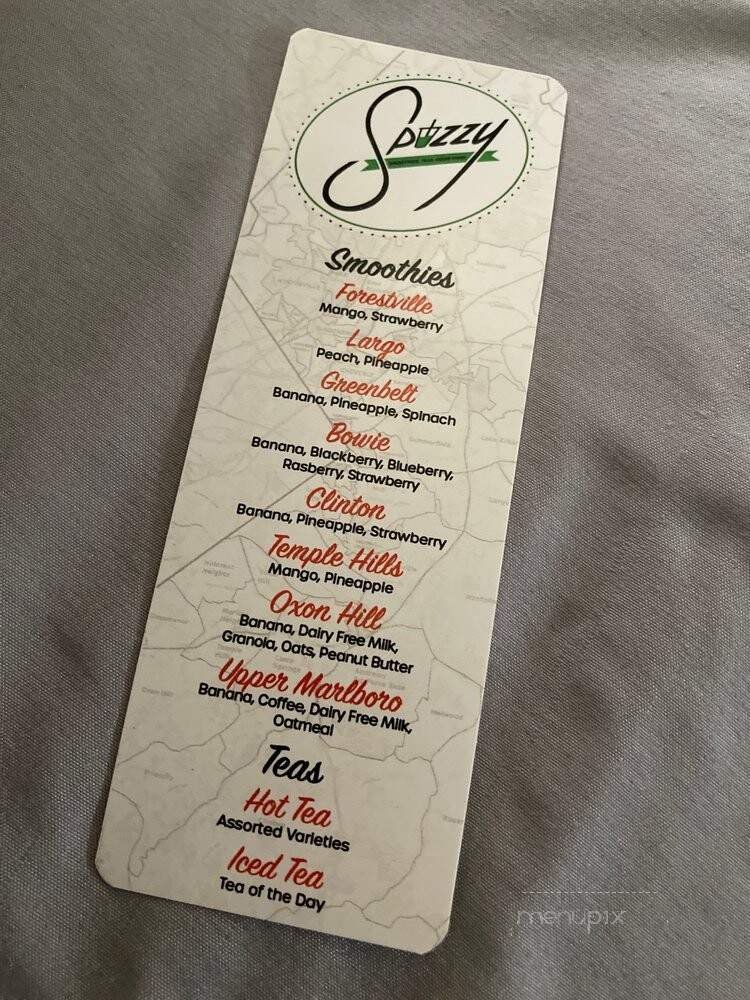 Spozzy
Smoothies
Forestville
Mango, Strawberry
Largo
Peach, Pineapple
Greenbelt
Banana, Pineapple, Spinach
Bowie
Banana, Blackberry, Blueberry,
Rasberry, Strawberry
Clinton
Banana, Pineapple, Strawberry
Temple Hills
Mango, Pineapple
Oxon Hill
Banana, Dairy Free Milk,
Granola, Oats, Peanut Butter
Upper Marlboro
Banana, Coffee, Dairy Free Milk,
Oatmeal
Teas
Hot Tea
Assorted Varieties
Iced Tea
Tea of the Day
menupix